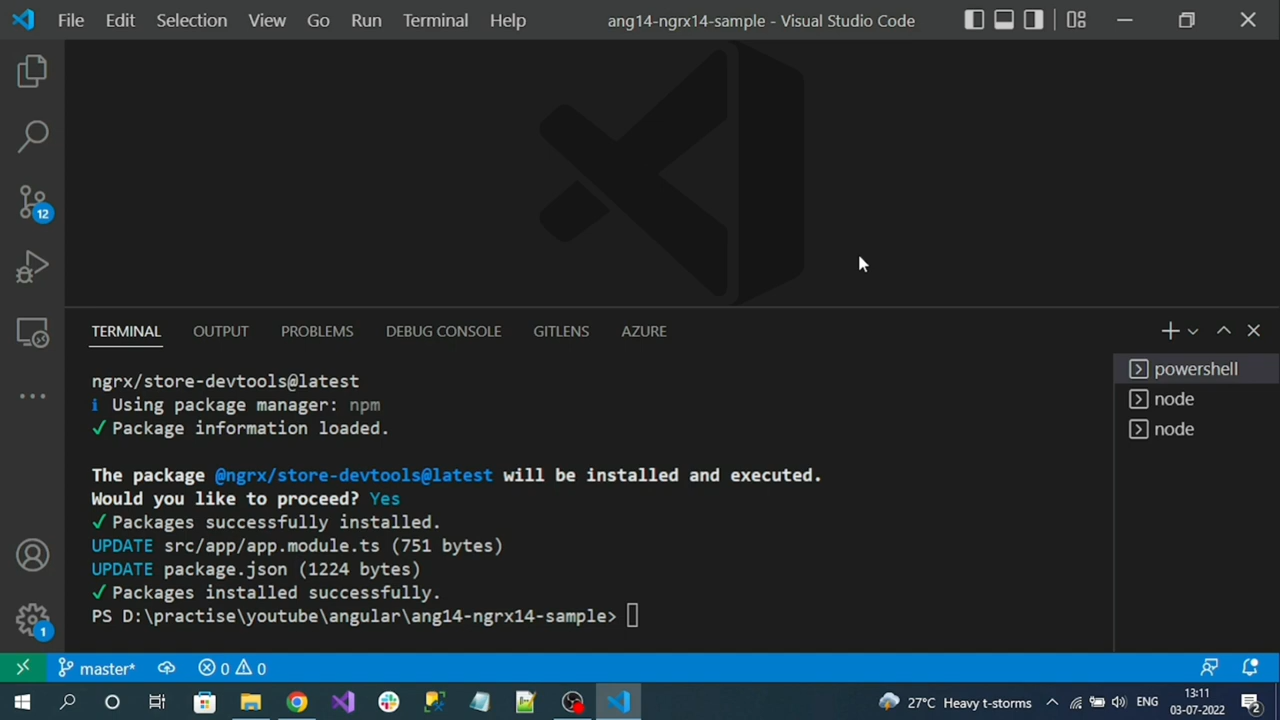 File Edit Selection View Go Run Terminal Help ang14-ngrx14-sample - Visual Studio Code
12
TERMINAL OUTPUT PROBLEMS DEBUG CONSOLE GITLENS AZURE
powershell
node
node
ngrx/store-devtools@latest
i Using package manager: npm
✓ Package information loaded.
The package @ngrx/store-devtools@latest will be installed and executed.
Would you like to proceed? Yes
✓ Packages successfully installed.
UPDATE src/app/app.module.ts (751 bytes)
UPDATE package.json (1224 bytes)
✓ Packages installed successfully.
PS D:\practise\youtube\angular\ang14-ngrx14-sample>
1
master* 0 0
27°C Heavy t-storms ENG
13:11
03-07-2022
2